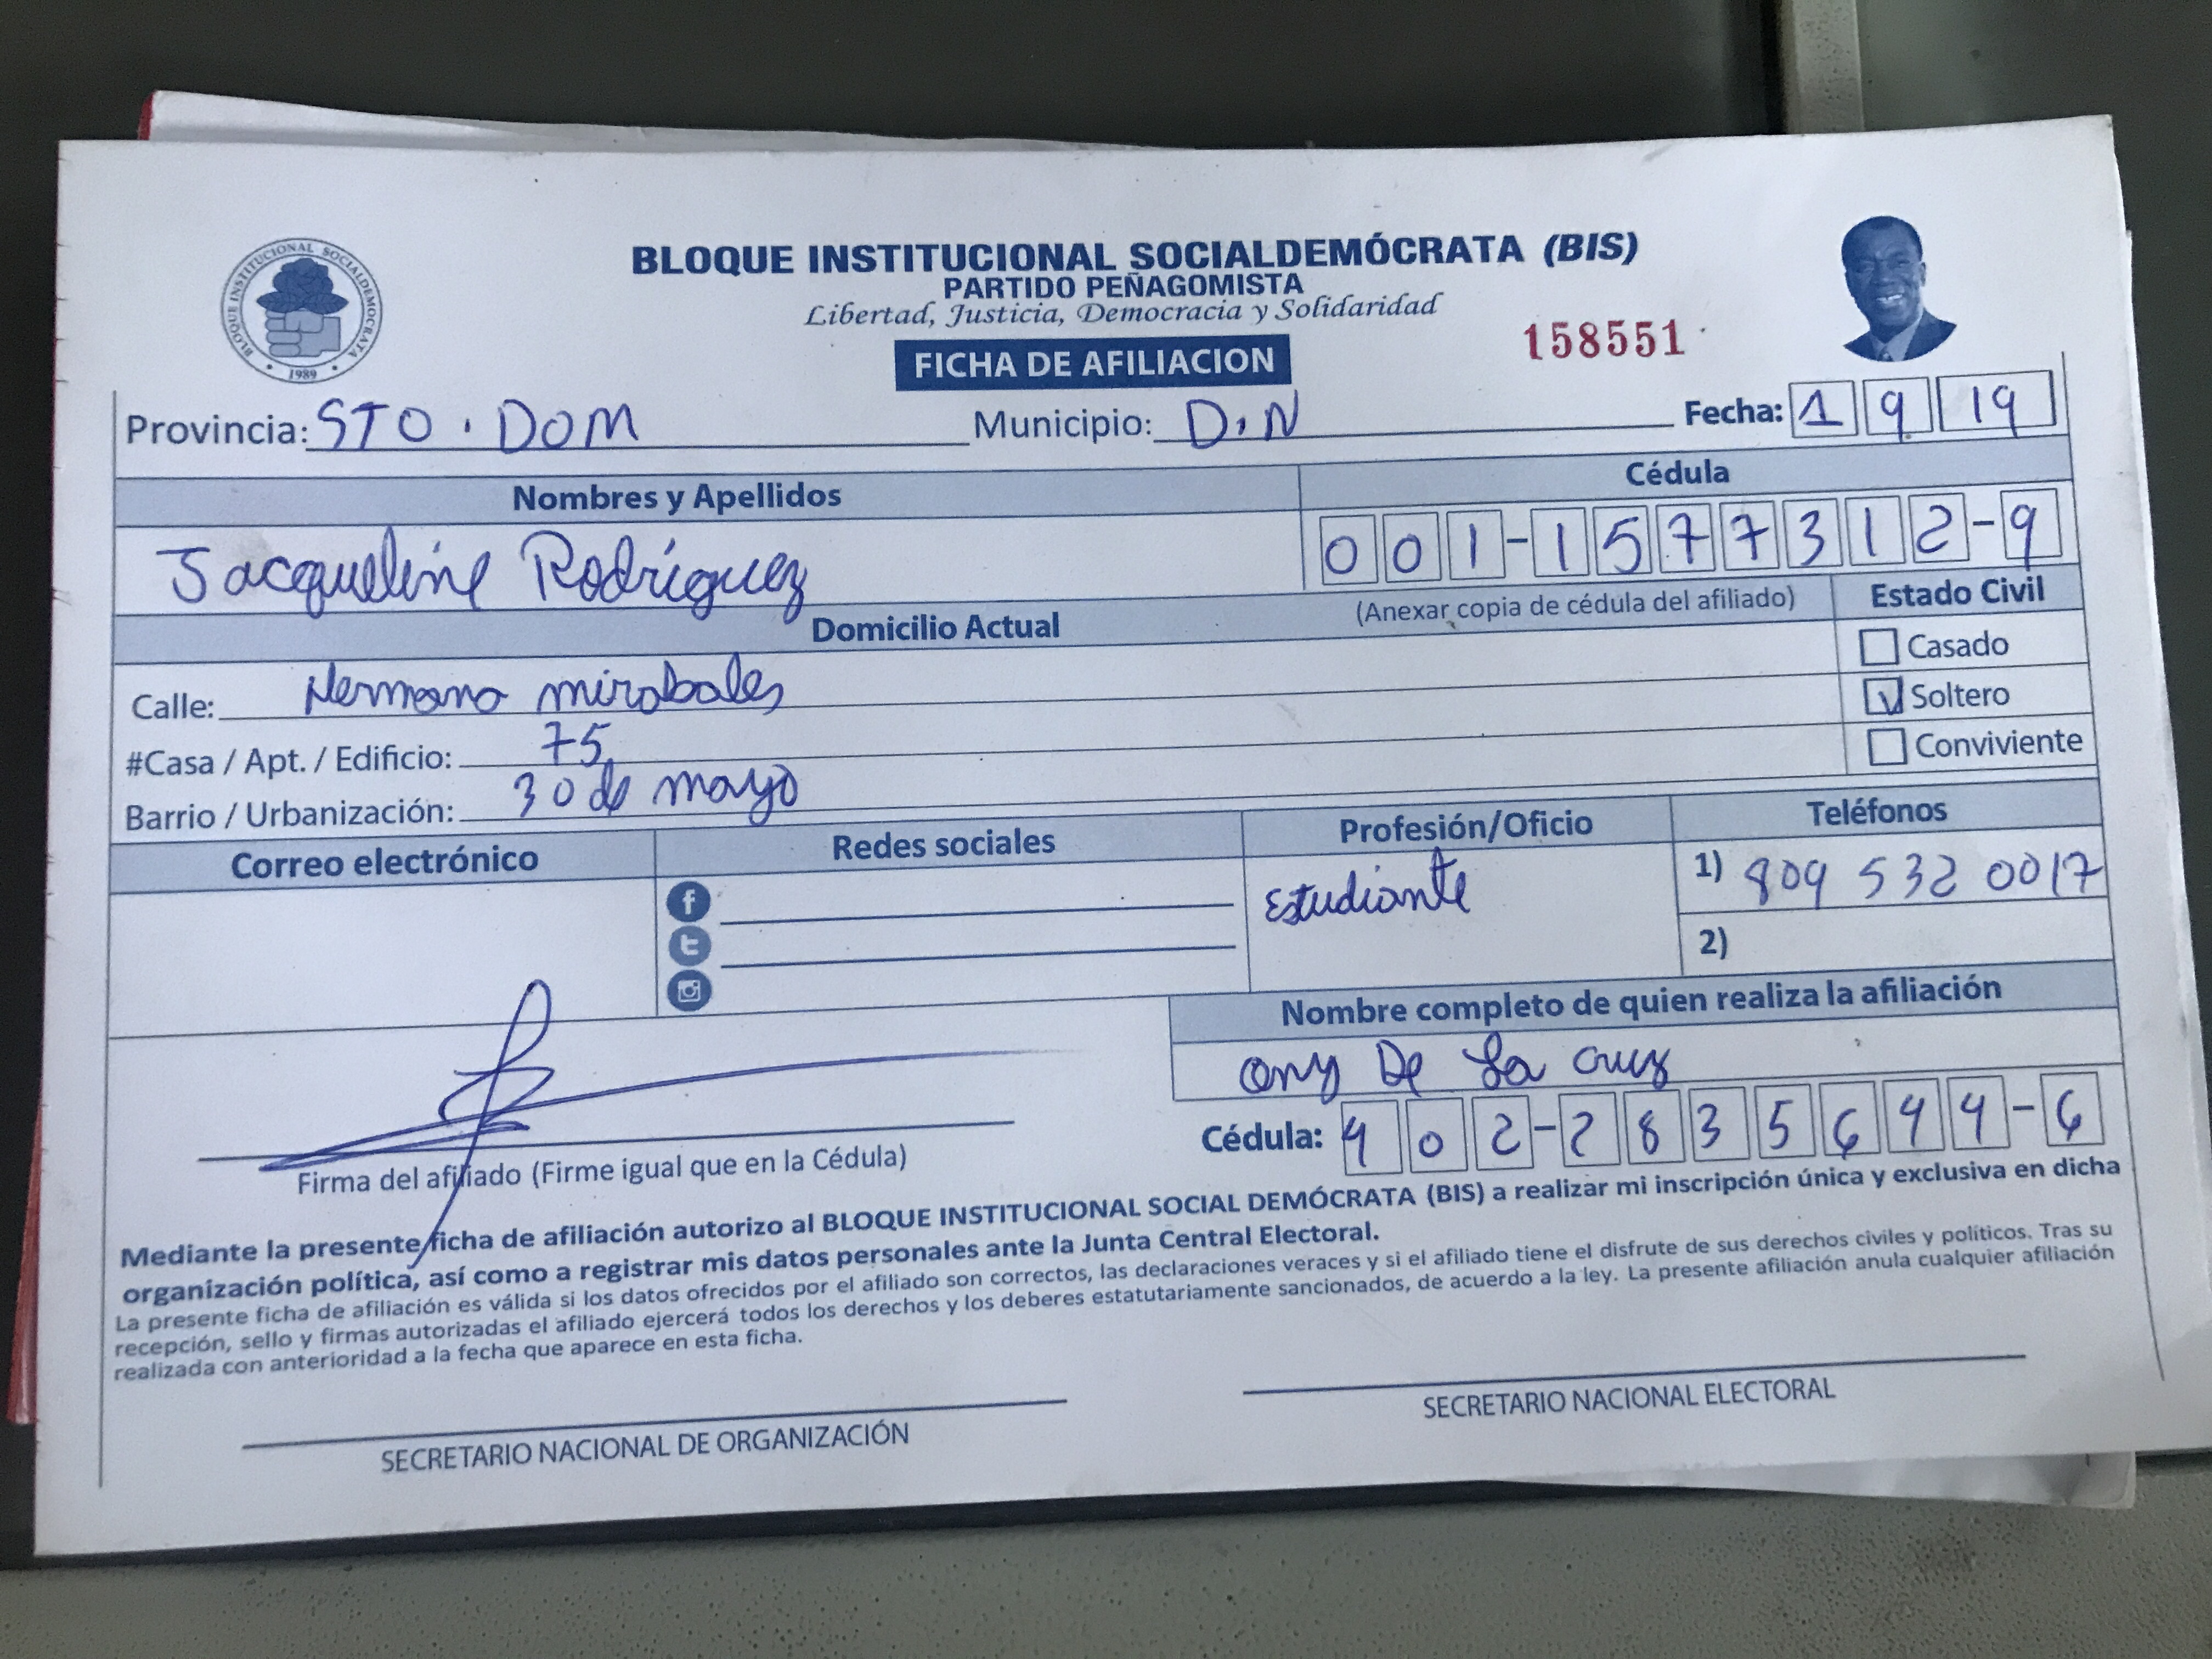 BLOQUE INSTITUCIONAL SOCIALDEMOCRATA
1989
BLOQUE INSTITUCIONAL SOCIALDEMÓCRATA (BIS)
PARTIDO PEÑAGOMISTA
Libertad, Justicia, Democracia y Solidaridad
158551
FICHA DE AFILIACION
Provincia: STO. DOM Municipio: D.N Fecha: 1 9 19
Nombres y Apellidos Cédula
Jacqueline Rodríguez 001-1577312-9
Domicilio Actual (Anexar copia de cédula del afiliado) Estado Civil
Calle: Hermana mirabales Casado
#Casa / Apt. / Edificio: 75 Soltero
Barrio / Urbanización: 30 de mayo Conviviente
Correo electrónico Redes sociales Profesión/Oficio Teléfonos
Estudiante 1) 809 532 0017
2)
Nombre completo de quien realiza la afiliación
Ony De La Cruz
Cédula: 402-2835644-6
Firma del afiliado (Firme igual que en la Cédula)
Mediante la presente ficha de afiliación autorizo al BLOQUE INSTITUCIONAL SOCIAL DEMÓCRATA (BIS) a realizar mi inscripción única y exclusiva en dicha
organización política, así como a registrar mis datos personales ante la Junta Central Electoral.
La presente ficha de afiliación es válida si los datos ofrecidos por el afiliado son correctos, las declaraciones veraces y si el afiliado tiene el disfrute de sus derechos civiles y políticos. Tras su
recepción, sello y firmas autorizadas el afiliado ejercerá todos los derechos y los deberes estatutariamente sancionados, de acuerdo a la ley. La presente afiliación anula cualquier afiliación
realizada con anterioridad a la fecha que aparece en esta ficha.
SECRETARIO NACIONAL DE ORGANIZACIÓN
SECRETARIO NACIONAL ELECTORAL